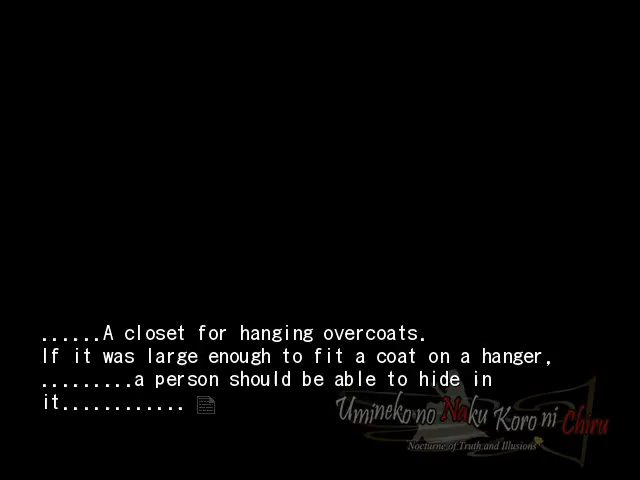 ......A closet for hanging overcoats.
If it was large enough to fit a coat on a hanger,
.........a person should be able to hide in
it............
Umineko no Naku Koro ni Chiru
Nocturne of Truth and Illusions